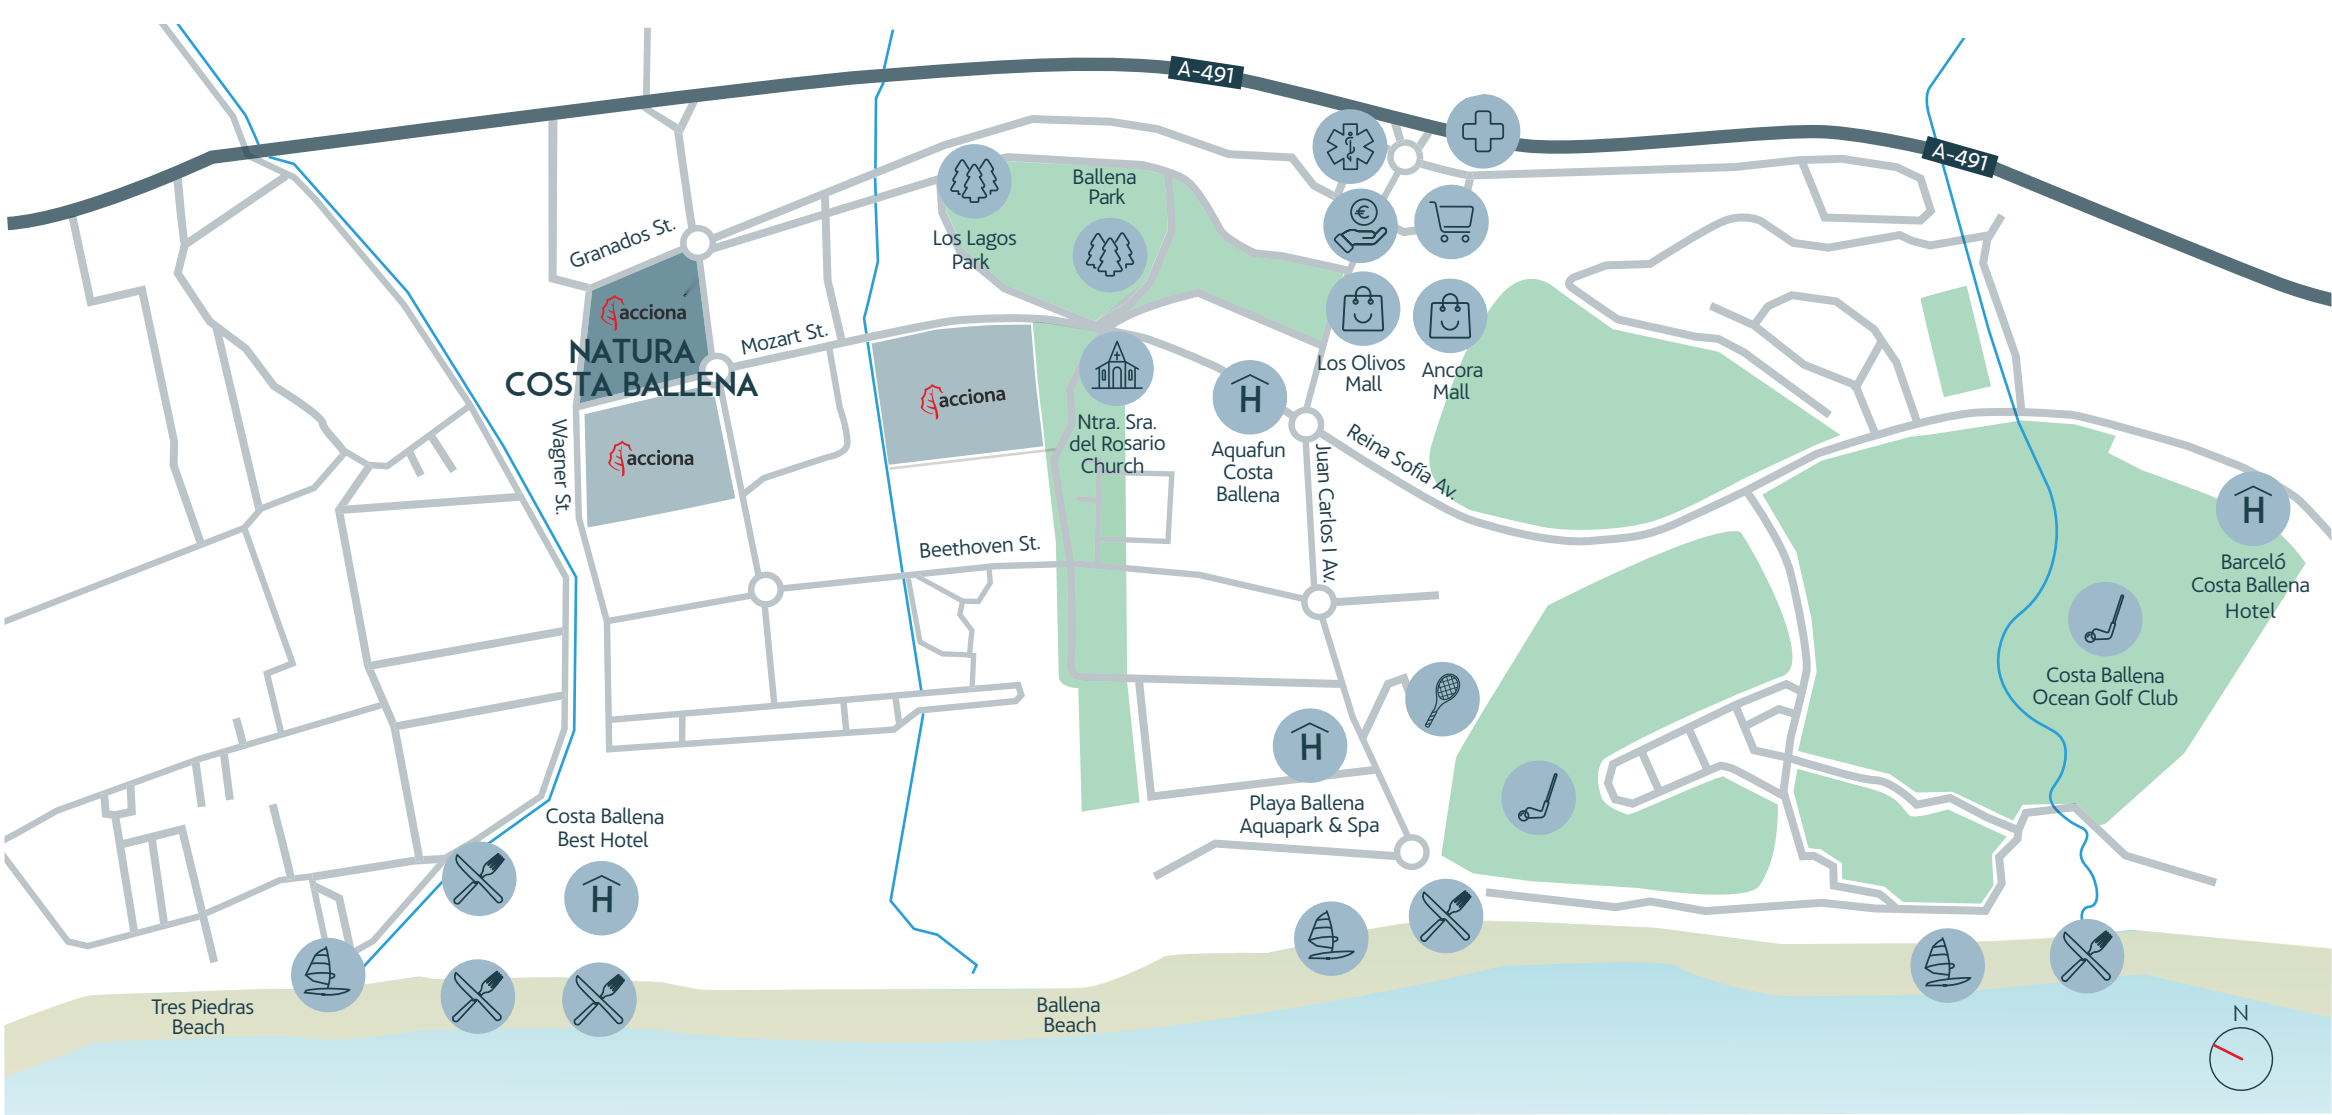 A-491
A-491
Ballena
Park
Los Lagos
Park
Granados St.
acciona
NATURA
COSTA BALLENA
Mozart St.
acciona
acciona
Wagner St.
€
Los Olivos
Mall
Ancora
Mall
Ntra. Sra.
del Rosario
Church
H
Aquafun
Costa
Ballena
Juan Carlos I Av.
Reina Sofía Av.
Beethoven St.
H
Barceló
Costa Ballena
Hotel
Costa Ballena
Ocean Golf Club
H
Playa Ballena
Aquapark & Spa
Costa Ballena
Best Hotel
H
Tres Piedras
Beach
Ballena
Beach
N